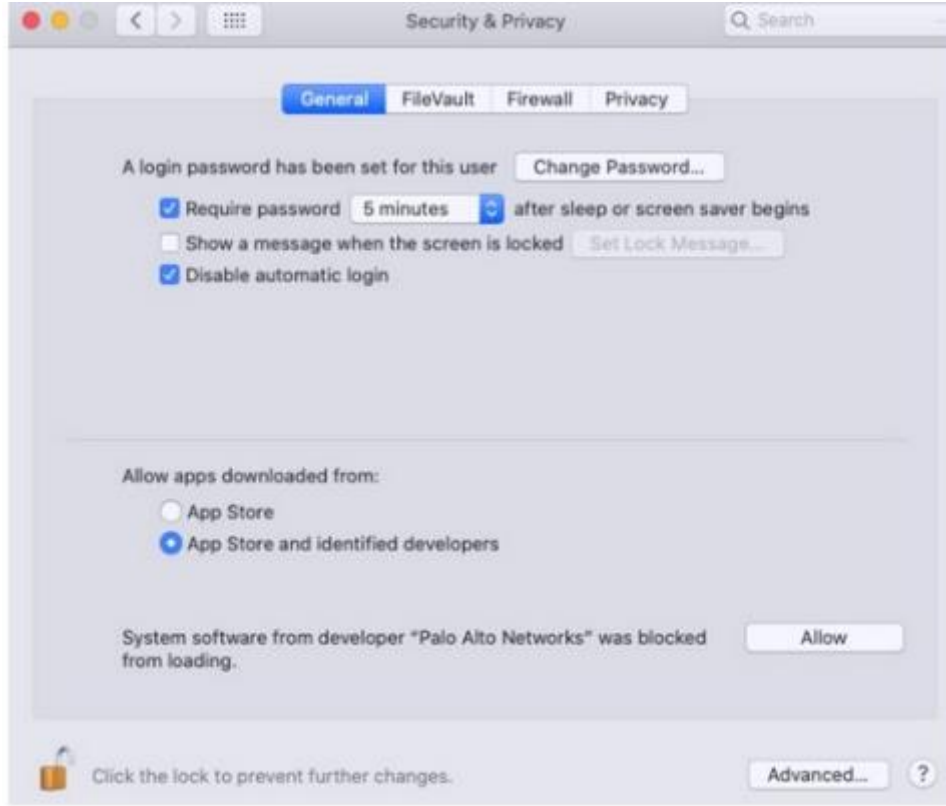 Security & Privacy
Search
General
FileVault
Firewall
Privacy
A login password has been set for this user
Change Password...
Require password
5 minutes
after sleep or screen saver begins
Show a message when the screen is locked
Set Lock Message...
Disable automatic login
Allow apps downloaded from:
App Store
App Store and identified developers
System software from developer “Palo Alto Networks” was blocked
from loading.
Allow
Click the lock to prevent further changes.
Advanced...
?